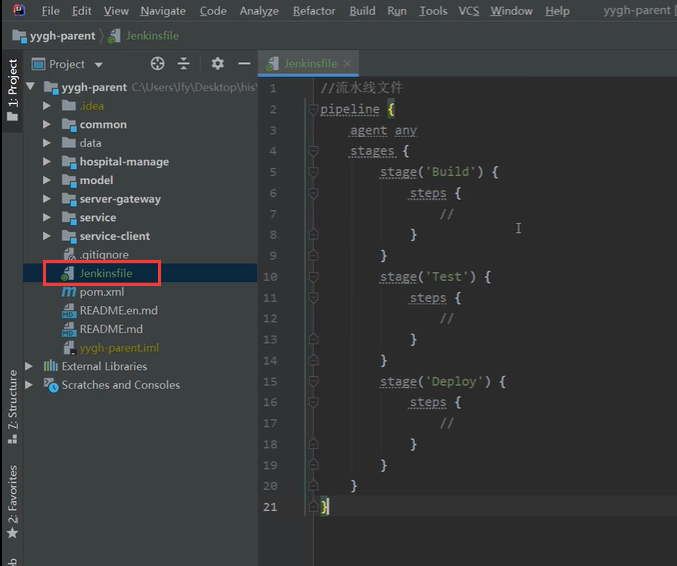 File Edit View Navigate Code Analyze Refactor Build Run Tools VCS Window Help yygh-parent
yygh-parent Jenkinsfile
Project Jenkinsfile
1: Project
yygh-parent C:\Users\lfy\Desktop\his\
.idea
common
data
hospital-manage
model
server-gateway
service
service-client
.gitignore
Jenkinsfile
pom.xml
README.en.md
README.md
yygh-parent.iml
External Libraries
Scratches and Consoles
7: Structure
2: Favorites
1 //流水线文件
2 pipeline {
3 agent any
4 stages {
5 stage('Build') {
6 steps {
7 //
8 }
9 }
10 stage('Test') {
11 steps {
12 //
13 }
14 }
15 stage('Deploy') {
16 steps {
17 //
18 }
19 }
20 }
21 }